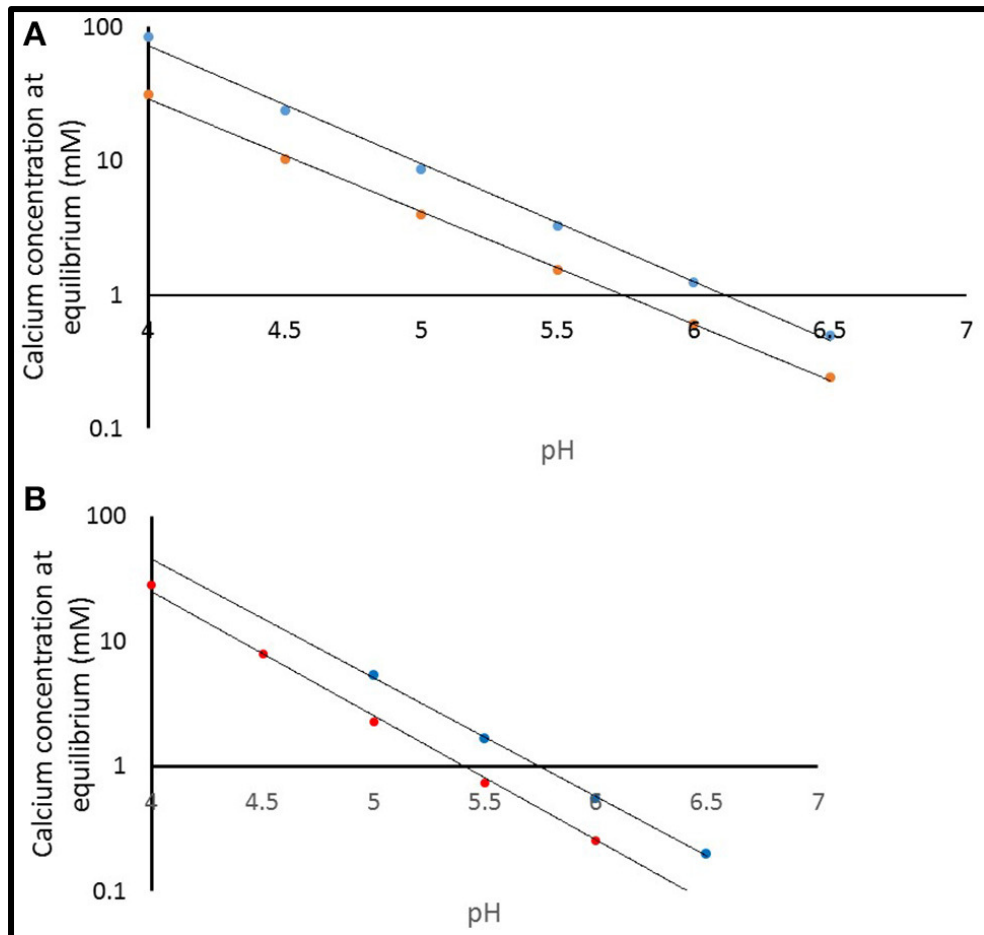 A
100
10
1
0.1
Calcium concentration at
equilibrium (mM)
4 4.5 5 5.5 6 6.5 7
pH
B
100
10
1
0.1
Calcium concentration at
equilibrium (mM)
4 4.5 5 5.5 6 6.5 7
pH